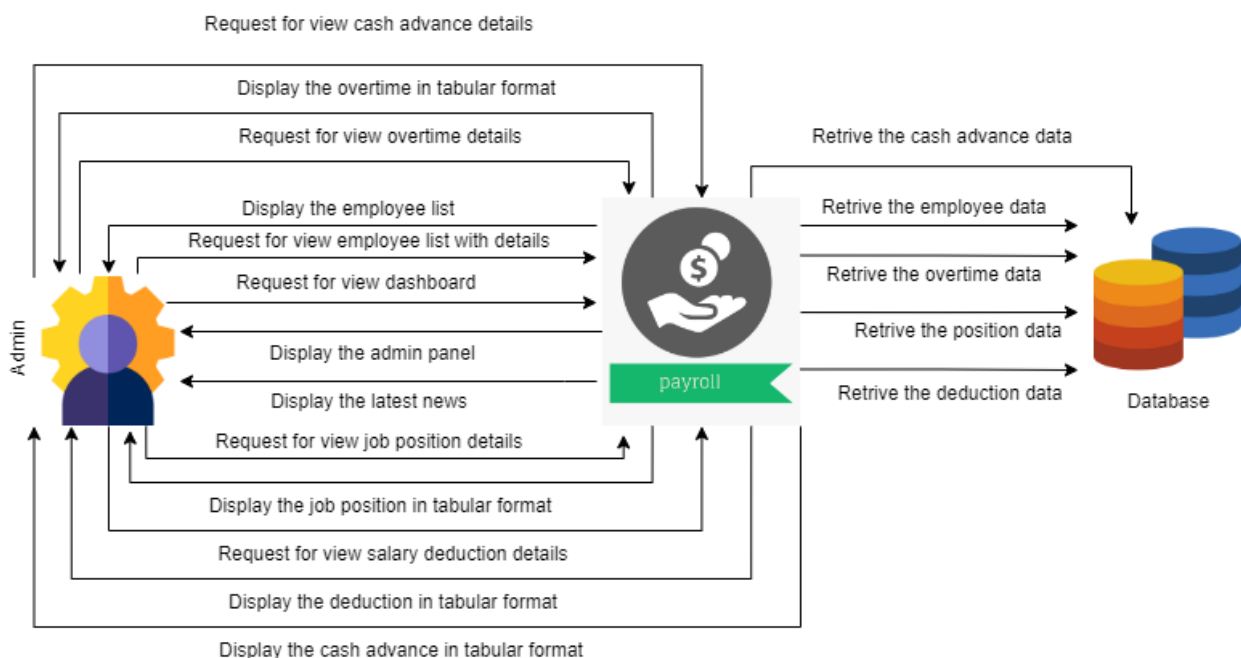 Request for view cash advance details
Display the overtime in tabular format
Request for view overtime details
Retrive the cash advance data
Display the employee list
Retrive the employee data
Request for view employee list with details
Request for view dashboard
Retrive the overtime data
Admin
Display the admin panel
Retrive the position data
payroll
Display the latest news
Retrive the deduction data
Database
Request for view job position details
Display the job position in tabular format
Request for view salary deduction details
Display the deduction in tabular format
Display the cash advance in tabular format